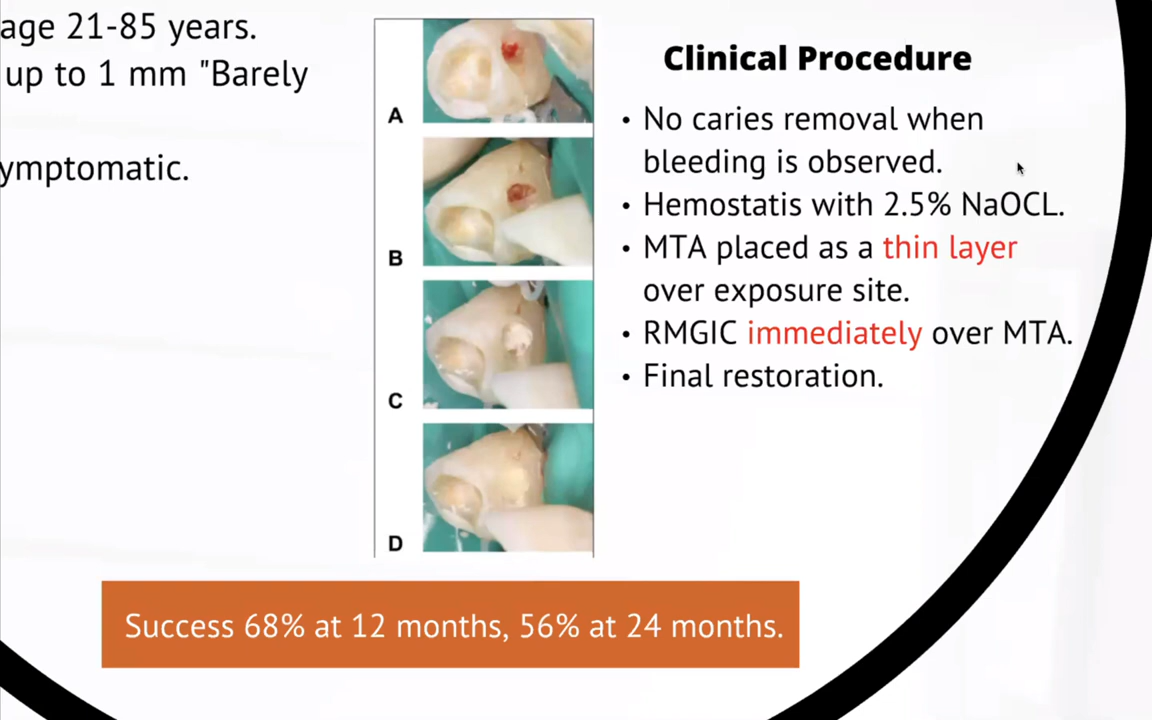 age 21-85 years.
up to 1 mm "Barely
ymptomatic.
A
B
C
D
Clinical Procedure
• No caries removal when
bleeding is observed.
• Hemostatis with 2.5% NaOCL.
• MTA placed as a thin layer
over exposure site.
• RMGIC immediately over MTA.
• Final restoration.
Success 68% at 12 months, 56% at 24 months.